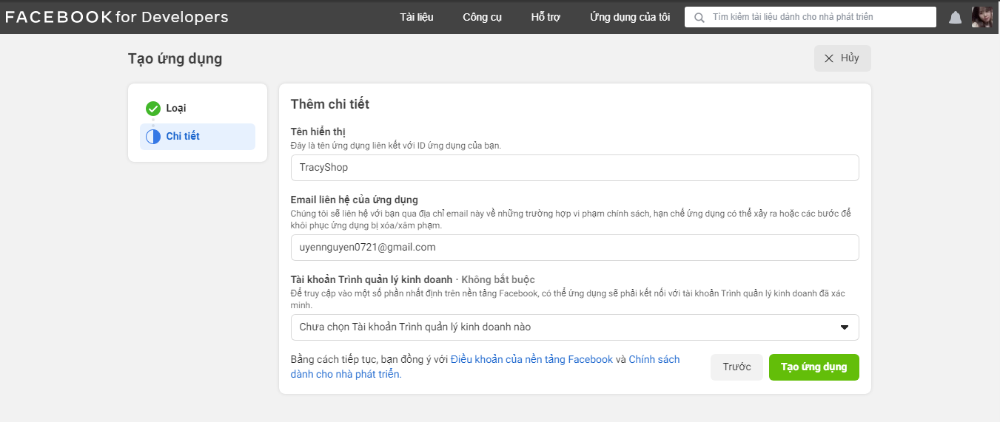 FACEBOOK for Developers
Tài liệu
Công cụ
Hỗ trợ
Ứng dụng của tôi
Tìm kiếm tài liệu dành cho nhà phát triển
Tạo ứng dụng
Hủy
Loại
Chi tiết
Thêm chi tiết
Tên hiển thị
Đây là tên ứng dụng liên kết với ID ứng dụng của bạn.
TracyShop
Email liên hệ của ứng dụng
Chúng tôi sẽ liên hệ với bạn qua địa chỉ email này về những trường hợp vi phạm chính sách, hạn chế ứng dụng có thể xảy ra hoặc các bước để
khôi phục ứng dụng bị xóa/xâm phạm.
uyennguyen0721@gmail.com
Tài khoản Trình quản lý kinh doanh · Không bắt buộc
Để truy cập vào một số phần nhất định trên nền tảng Facebook, có thể ứng dụng sẽ phải kết nối với tài khoản Trình quản lý kinh doanh đã xác
minh.
Chưa chọn Tài khoản Trình quản lý kinh doanh nào
Bằng cách tiếp tục, bạn đồng ý với Điều khoản của nền tảng Facebook và Chính sách
dành cho nhà phát triển.
Trước
Tạo ứng dụng